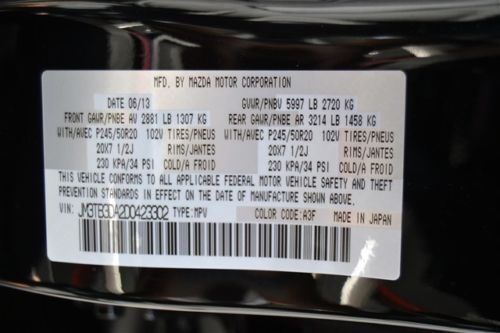 MFD. BY MAZDA MOTOR CORPORATION
DATE 06/13 GVWR/PNBV 5997 LB 2720 KG
FRONT GAWR/PNBE AV 2881 LB 1307 KG REAR GAWR/PNBE AR 3214 LB 1458 KG
WITH/AVEC P245/50R20 102V TIRES/PNEUS WITH/AVEC P245/50R20 102V TIRES/PNEUS
20X7 1/2J RIMS/JANTES 20X7 1/2J RIMS/JANTES
230 KPA/34 PSI COLD/A FROID 230 KPA/34 PSI COLD/A FROID
THIS VEHICLE CONFORMS TO ALL APPLICABLE FEDERAL MOTOR VEHICLE SAFETY AND THEFT
PREVENTION STANDARDS IN EFFECT ON THE DATE OF MANUFACTURE SHOWN ABOVE.
VIN: JM3TB3DA2D0423302 TYPE: MPV COLOR CODE: A3F MADE IN JAPAN